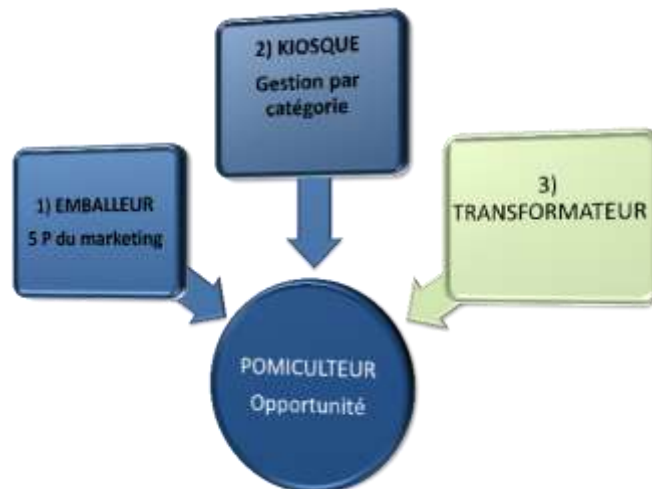 2) KIOSQUE
Gestion par
catégorie
1) EMBALLEUR
5 P du marketing
3)
TRANSFORMATEUR
POMICULTEUR
Opportunité